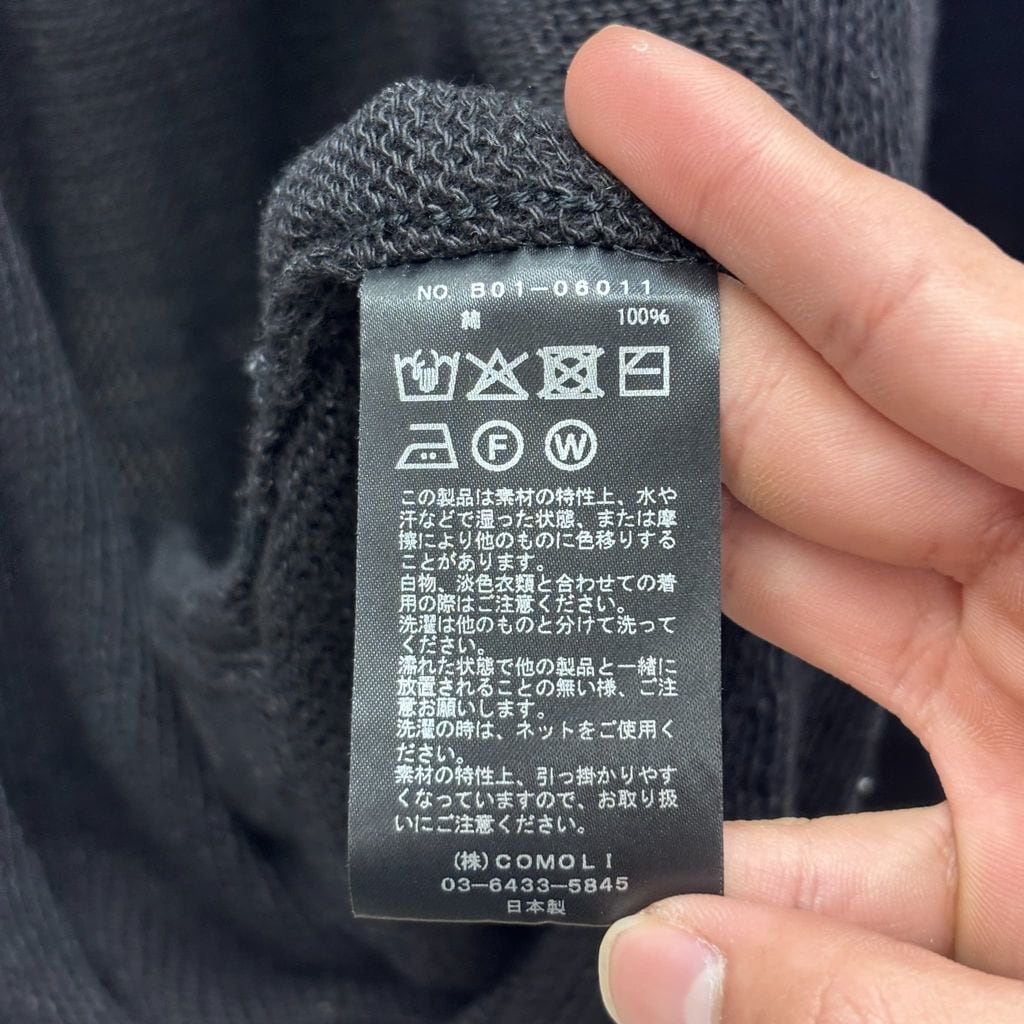 NO. B01-06011
綿 100%
F W
この製品は素材の特性上、水や
汗などで湿った状態、または摩
擦により他のものに色移りする
ことがあります。
白物、淡色衣類と合わせての着
用の際はご注意ください。
洗濯は他のものと分けて洗って
ください。
濡れた状態で他の製品と一緒に
放置されることの無い様、ご注
意お願いします。
洗濯の時は、ネットをご使用く
ださい。
素材の特性上、引っ掛かりやす
くなっていますので、お取り扱
いにご注意ください。
(株)COMOLI
03-6433-5845
日本製